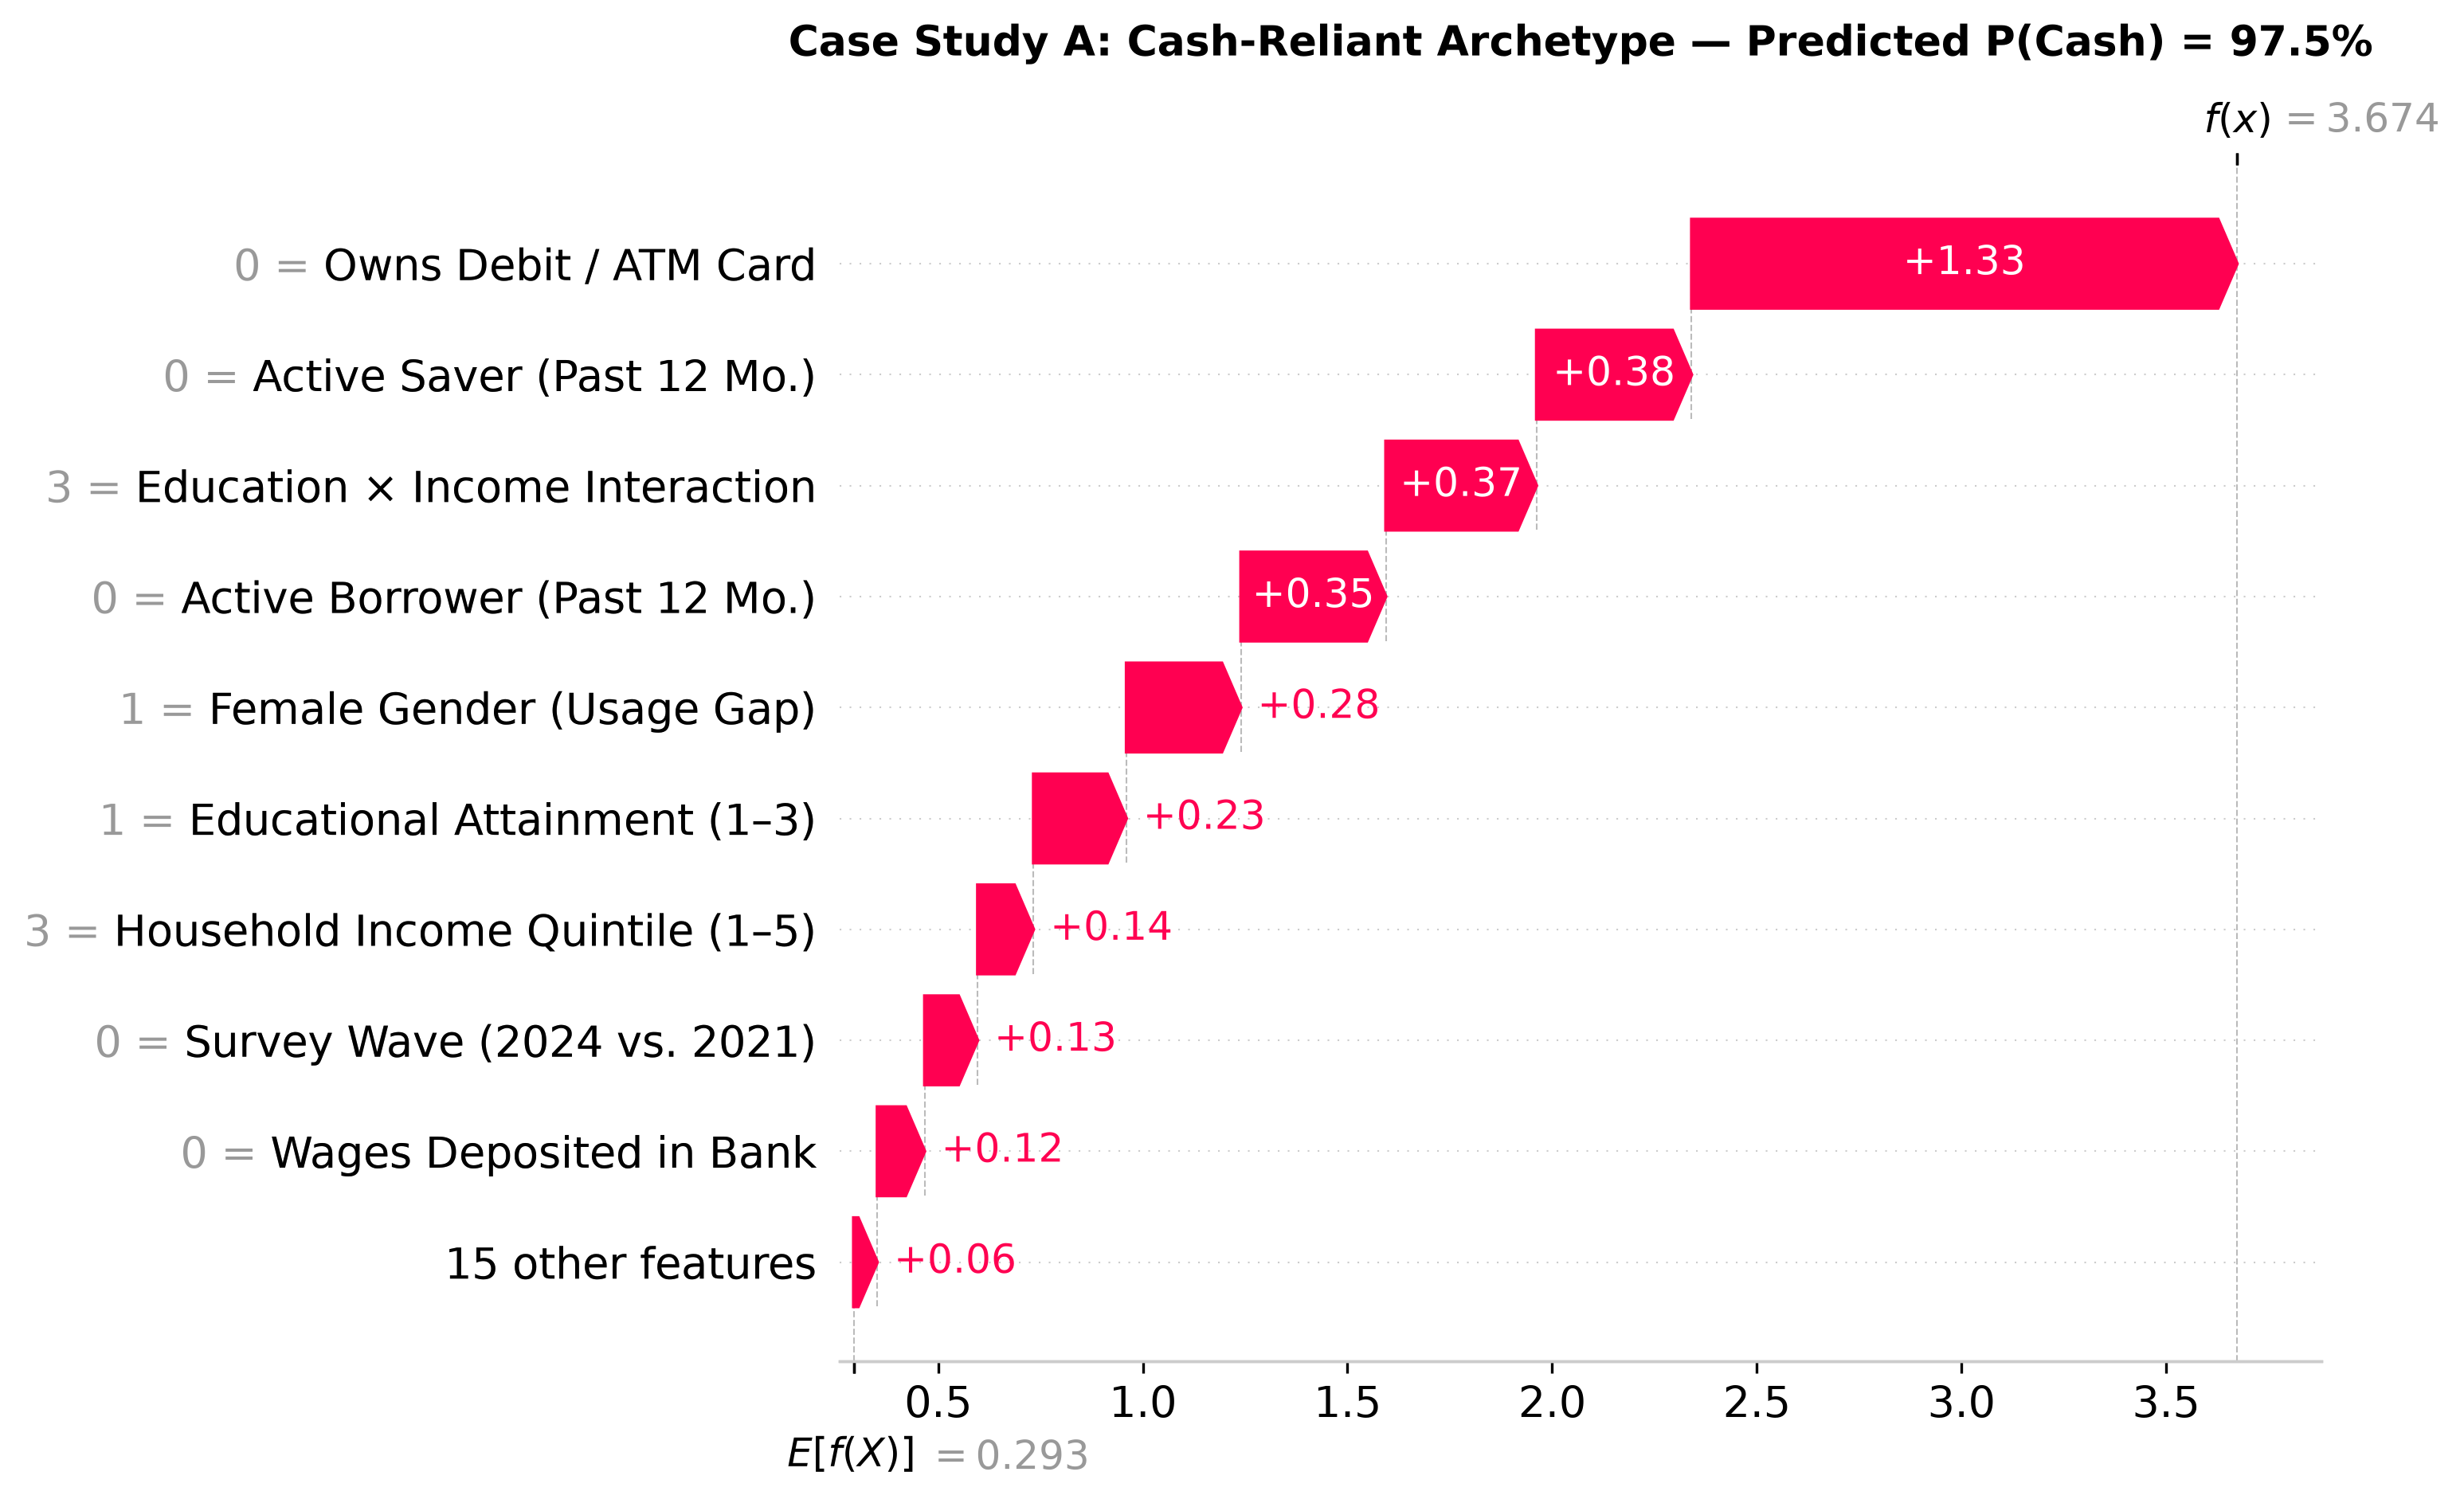 Case Study A: Cash-Reliant Archetype — Predicted P(Cash) = 97.5%
f(x) = 3.674
0 = Owns Debit / ATM Card +1.33
0 = Active Saver (Past 12 Mo.) +0.38
3 = Education × Income Interaction +0.37
0 = Active Borrower (Past 12 Mo.) +0.35
1 = Female Gender (Usage Gap) +0.28
1 = Educational Attainment (1–3) +0.23
3 = Household Income Quintile (1–5) +0.14
0 = Survey Wave (2024 vs. 2021) +0.13
0 = Wages Deposited in Bank +0.12
15 other features +0.06
0.5 1.0 1.5 2.0 2.5 3.0 3.5
E[f(X)] = 0.293